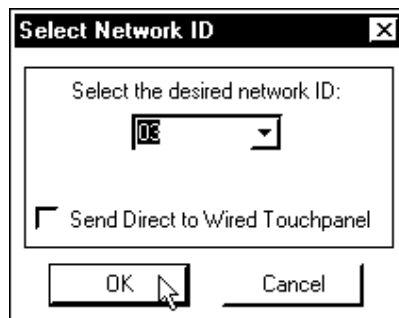 Select Network ID
Select the desired network ID:
03
Send Direct to Wired Touchpanel
OK
Cancel